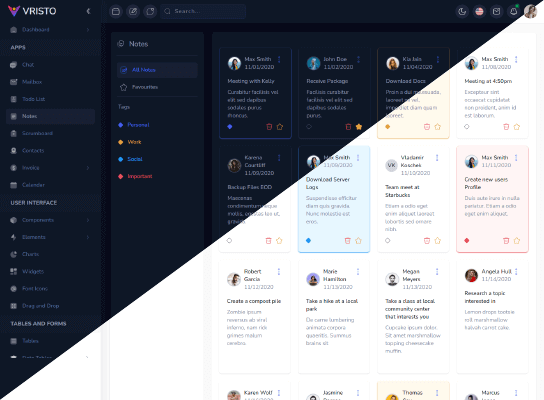 VRISTO
Search...
Dashboard
APPS
Chat
Mailbox
Todo List
Notes
Scrumboard
Contacts
Invoice
Calendar
USER INTERFACE
Components
Elements
Charts
Widgets
Font Icons
Drag and Drop
TABLES AND FORMS
Tables
Notes
All Notes
Favourites
Tags
Personal
Work
Social
Important
Max Smith
11/01/2020
Meeting with Kelly
Curabitur facilisis vel elit sed dapibus sodales purus rhoncus.
John Doe
11/02/2020
Receive Package
Facilisis curabitur facilisis vel elit sed dapibus sodales purus.
Kia Jain
11/04/2020
Download Docs
Proin a dui malesuada, laoreet mi vel, imperdiet diam quam laoreet.
Max Smith
11/08/2020
Meeting at 4:50pm
Excepteur sint occaecat cupidatat non proident, anim id est laborum.
Karena Courtliff
11/09/2020
Backup Files EOD
Maecenas condimentum neque mollis, egestas leo ut, gravida.
Max Smith
11/09/2020
Download Server Logs
Suspendisse efficitur diam quis gravida. Nunc molestie est eros.
VK
Vladamir Koschek
11/10/2020
Team meet at Starbucks
Etiam a odio eget enim aliquet laoreet lobortis sed ornare nibh.
Max Smith
11/11/2020
Create new users Profile
Duis aute irure in nulla pariatur. Etiam a odio eget enim aliquet.
Robert Garcia
11/12/2020
Create a compost pile
Zombie ipsum reversus ab viral inferno, nam rick grimes malum cerebro.
Marie Hamilton
11/13/2020
Take a hike at a local park
De carne lumbering animata corpora quaeritis. Summus brains sit
Megan Meyers
11/13/2020
Take a class at local community center that interests you
Cupcake ipsum dolor. Sit amet marshmallow topping cheesecake muffin.
Angela Hull
11/14/2020
Research a topic interested in
Lemon drops tootsie roll marshmallow halvah carrot cake.
Karen Wolf
Jasmine
Thomas
Marcus